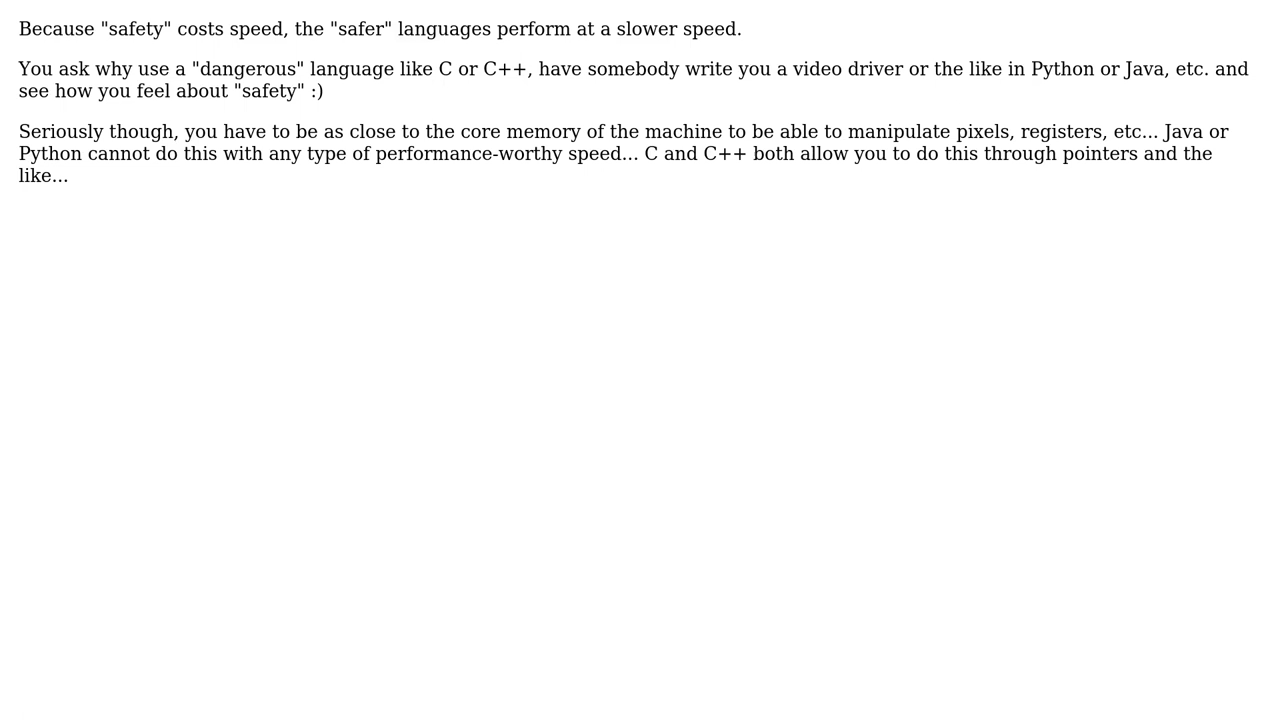 Because "safety" costs speed, the "safer" languages perform at a slower speed.
You ask why use a "dangerous" language like C or C++, have somebody write you a video driver or the like in Python or Java, etc. and
see how you feel about "safety" :)
Seriously though, you have to be as close to the core memory of the machine to be able to manipulate pixels, registers, etc... Java or
Python cannot do this with any type of performance-worthy speed... C and C++ both allow you to do this through pointers and the
like...